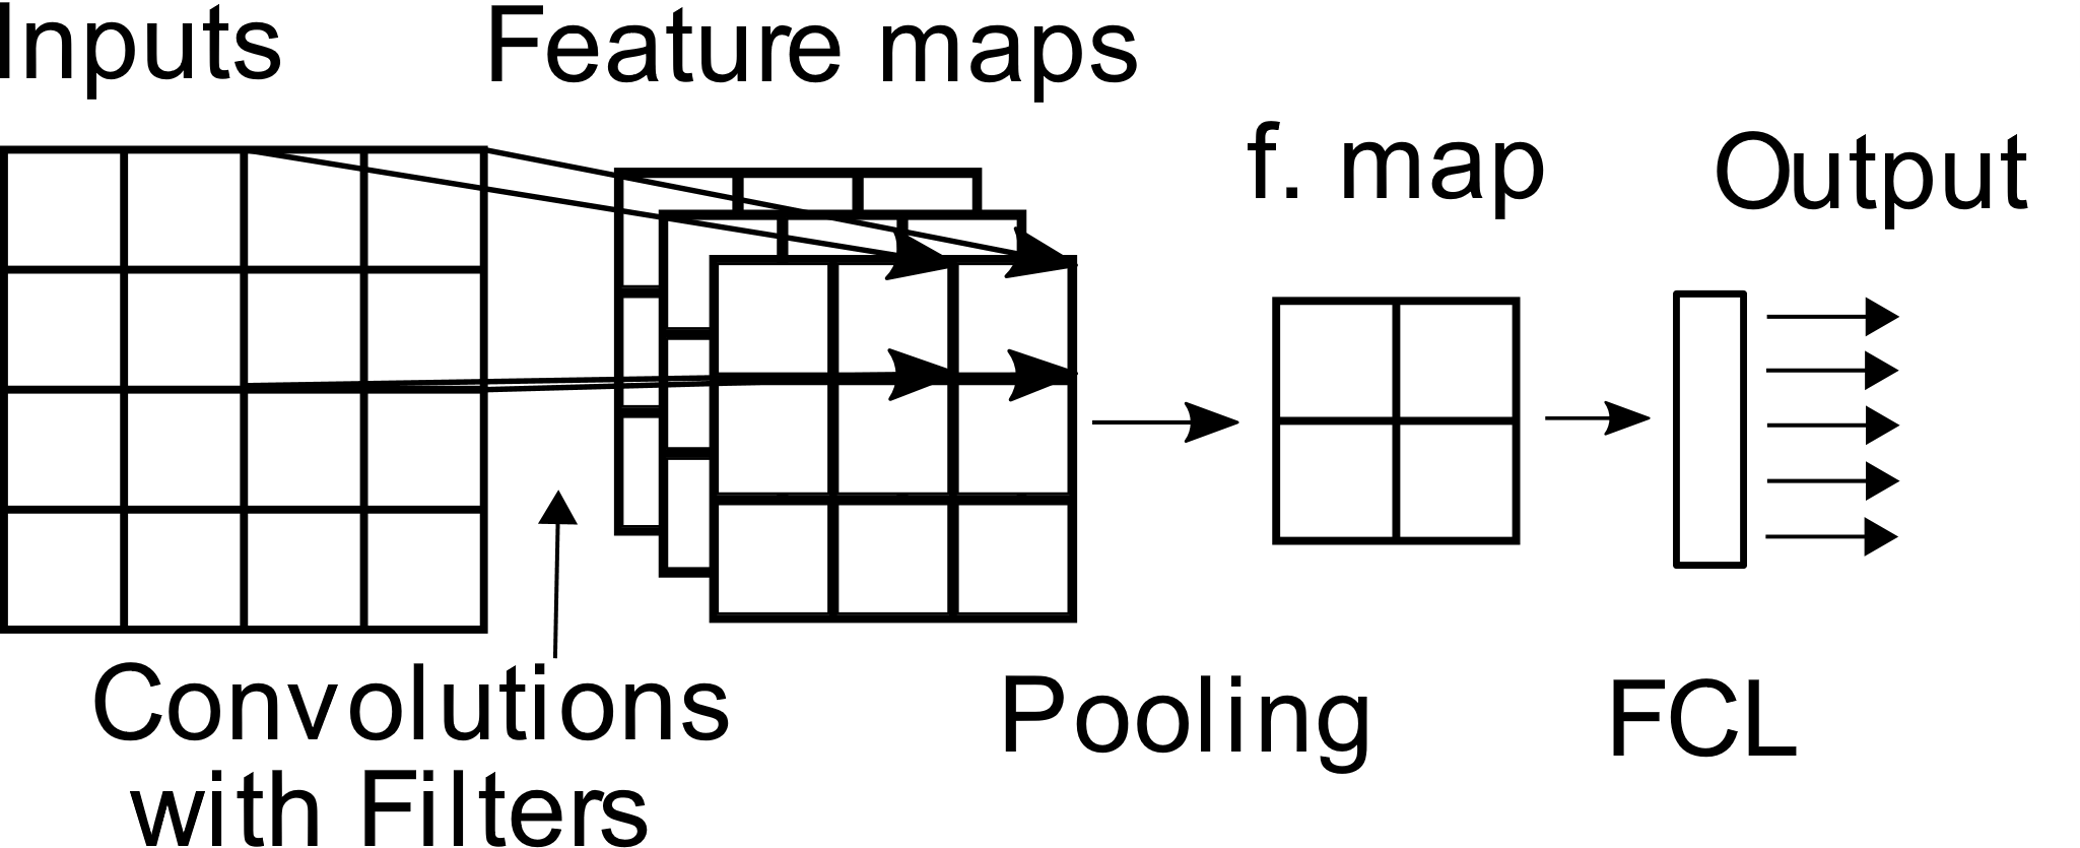 Inputs
Feature maps
f. map
Output
Convolutions
with Filters
Pooling
FCL